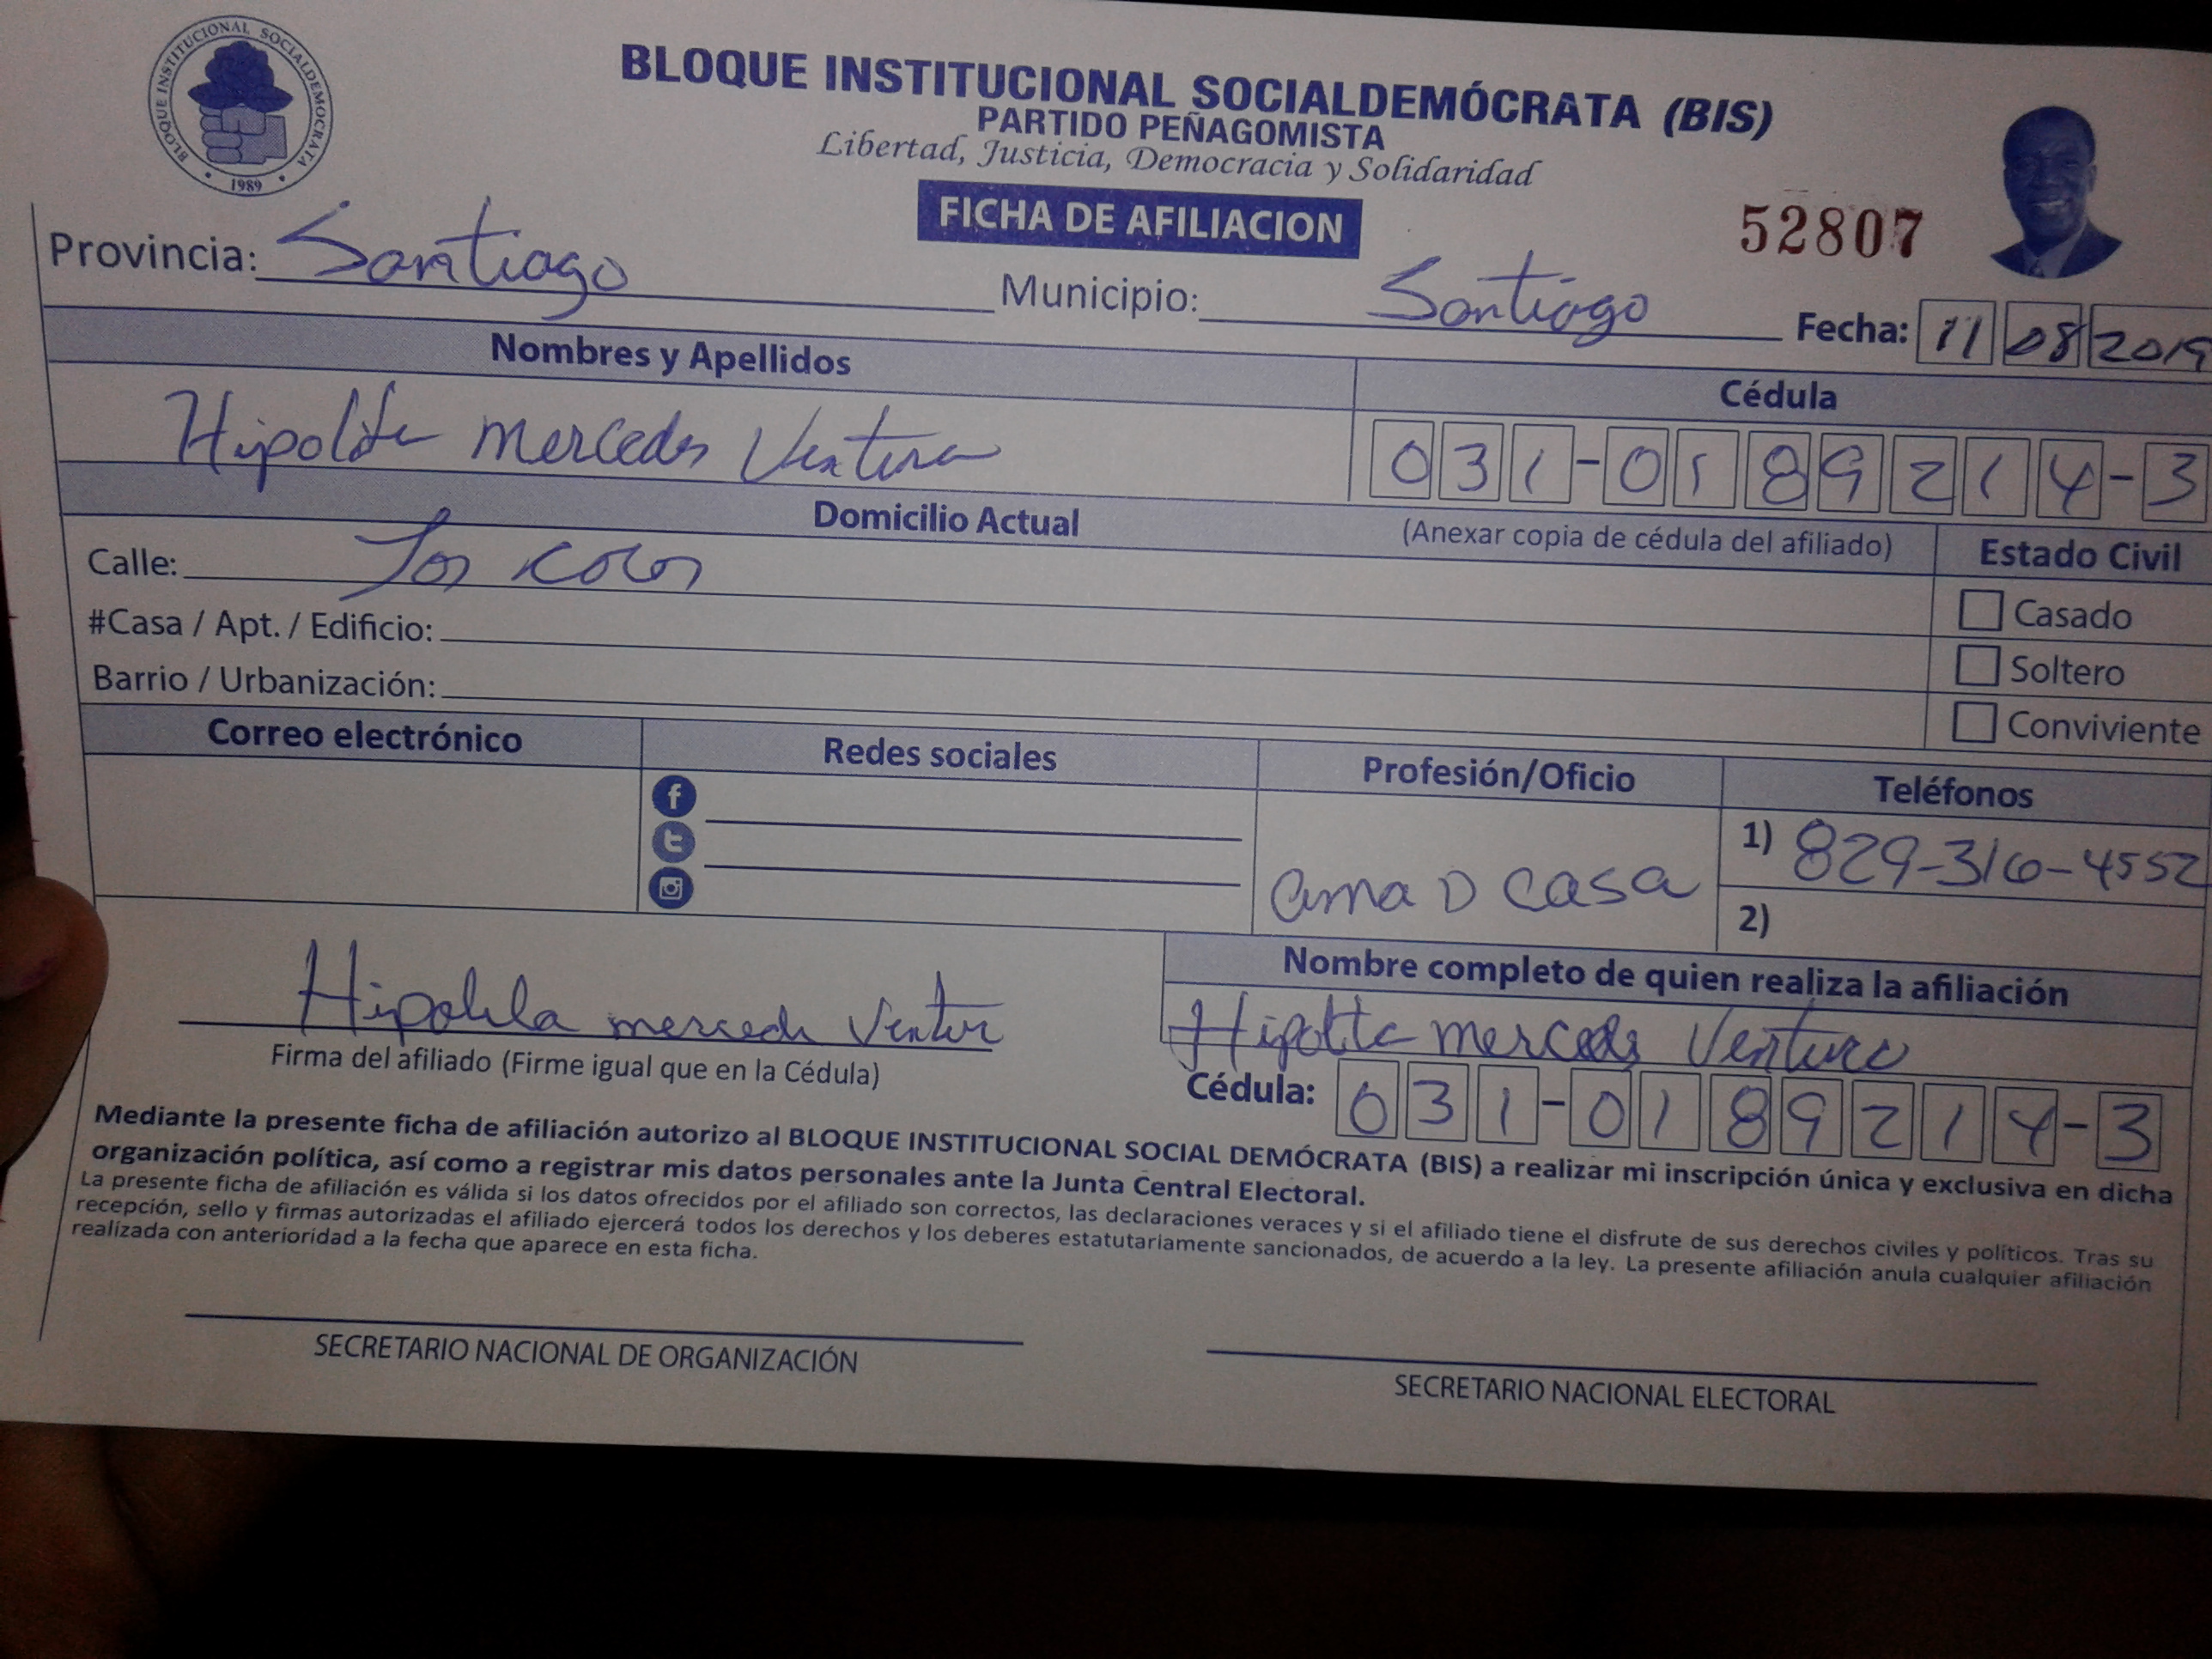 BLOQUE INSTITUCIONAL SOCIALDEMÓCRATA
1989
BLOQUE INSTITUCIONAL SOCIALDEMÓCRATA (BIS)
PARTIDO PEÑAGOMISTA
Libertad, Justicia, Democracia y Solidaridad
FICHA DE AFILIACION
52807
Provincia: Santiago Municipio: Santiago Fecha: 11 08 2019
Nombres y Apellidos Cédula
Hipolita mercedes Ventura 031-0189214-3
Domicilio Actual (Anexar copia de cédula del afiliado) Estado Civil
Calle: Los cocos
Casado
#Casa / Apt. / Edificio:
Soltero
Barrio / Urbanización:
Conviviente
Correo electrónico Redes sociales Profesión/Oficio Teléfonos
ama D casa 1) 829-316-4552
2)
Hipolita mercede Ventur
Firma del afiliado (Firme igual que en la Cédula)
Nombre completo de quien realiza la afiliación
Hipolita mercedes Ventura
Cédula: 031-0189214-3
Mediante la presente ficha de afiliación autorizo al BLOQUE INSTITUCIONAL SOCIAL DEMÓCRATA (BIS) a realizar mi inscripción única y exclusiva en dicha
organización política, así como a registrar mis datos personales ante la Junta Central Electoral.
La presente ficha de afiliación es válida si los datos ofrecidos por el afiliado son correctos, las declaraciones veraces y si el afiliado tiene el disfrute de sus derechos civiles y políticos. Tras su
recepción, sello y firmas autorizadas el afiliado ejercerá todos los derechos y los deberes estatutariamente sancionados, de acuerdo a la ley. La presente afiliación anula cualquier afiliación
realizada con anterioridad a la fecha que aparece en esta ficha.
SECRETARIO NACIONAL DE ORGANIZACIÓN
SECRETARIO NACIONAL ELECTORAL